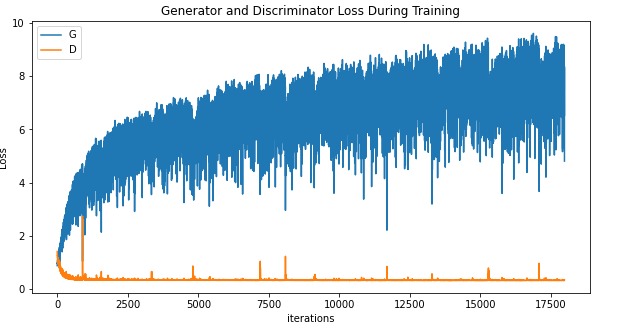 Generator and Discriminator Loss During Training
10
8
6
4
2
0
Loss
G
D
0
2500
5000
7500
10000
12500
15000
17500
iterations